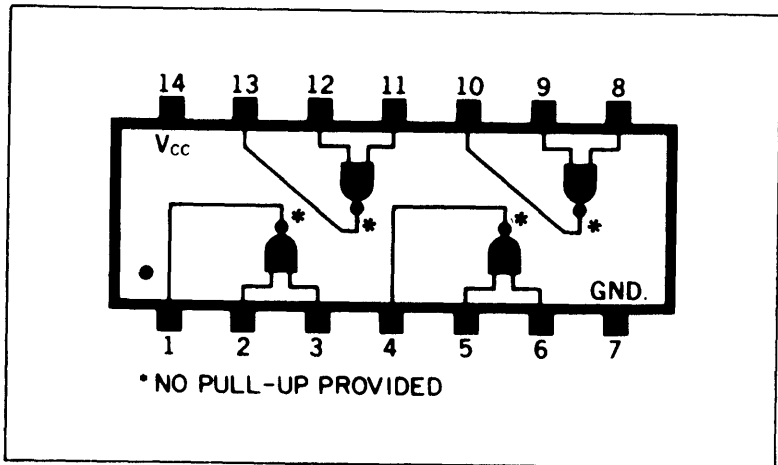 14 13 12 11 10 9 8
Vcc
* *
* *
GND.
1 2 3 4 5 6 7
* NO PULL-UP PROVIDED